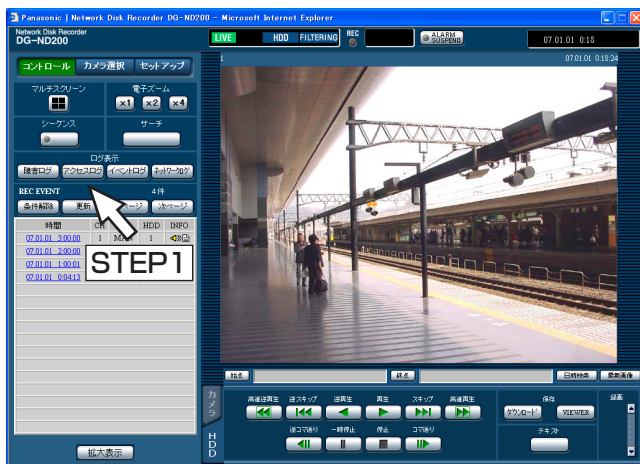 Panasonic | Network Disk Recorder DG-ND200 - Microsoft Internet Explorer
Network Disk Recorder
DG-ND200
LIVE HDD FILTERING REC ALARM SUSPEND 07.01.01 0:18
コントロール カメラ選択 セットアップ
1 07.01.01 0:18:24
マルチスクリーン 電子ズーム
×1 ×2 ×4
シーケンス サーチ
ログ表示
障害ログ アクセスログ イベントログ ネットワークログ
REC EVENT 4件
条件解除 更新 ページ 次ページ
時間 CH HDD INFO
07.01.01 3:00:00 1 MAN 1
07.01.01 2:00:00
07.01.01 1:00:01
07.01.01 0:04:13
STEP1
始点 終点 日時検索 最新画像
カメラ
HDD
高速逆再生 逆スキップ 逆再生 再生 スキップ 高速再生 保存 録画
ダウンロード VIEWER
逆コマ送り 一時停止 停止 コマ送り テキスト
拡大表示